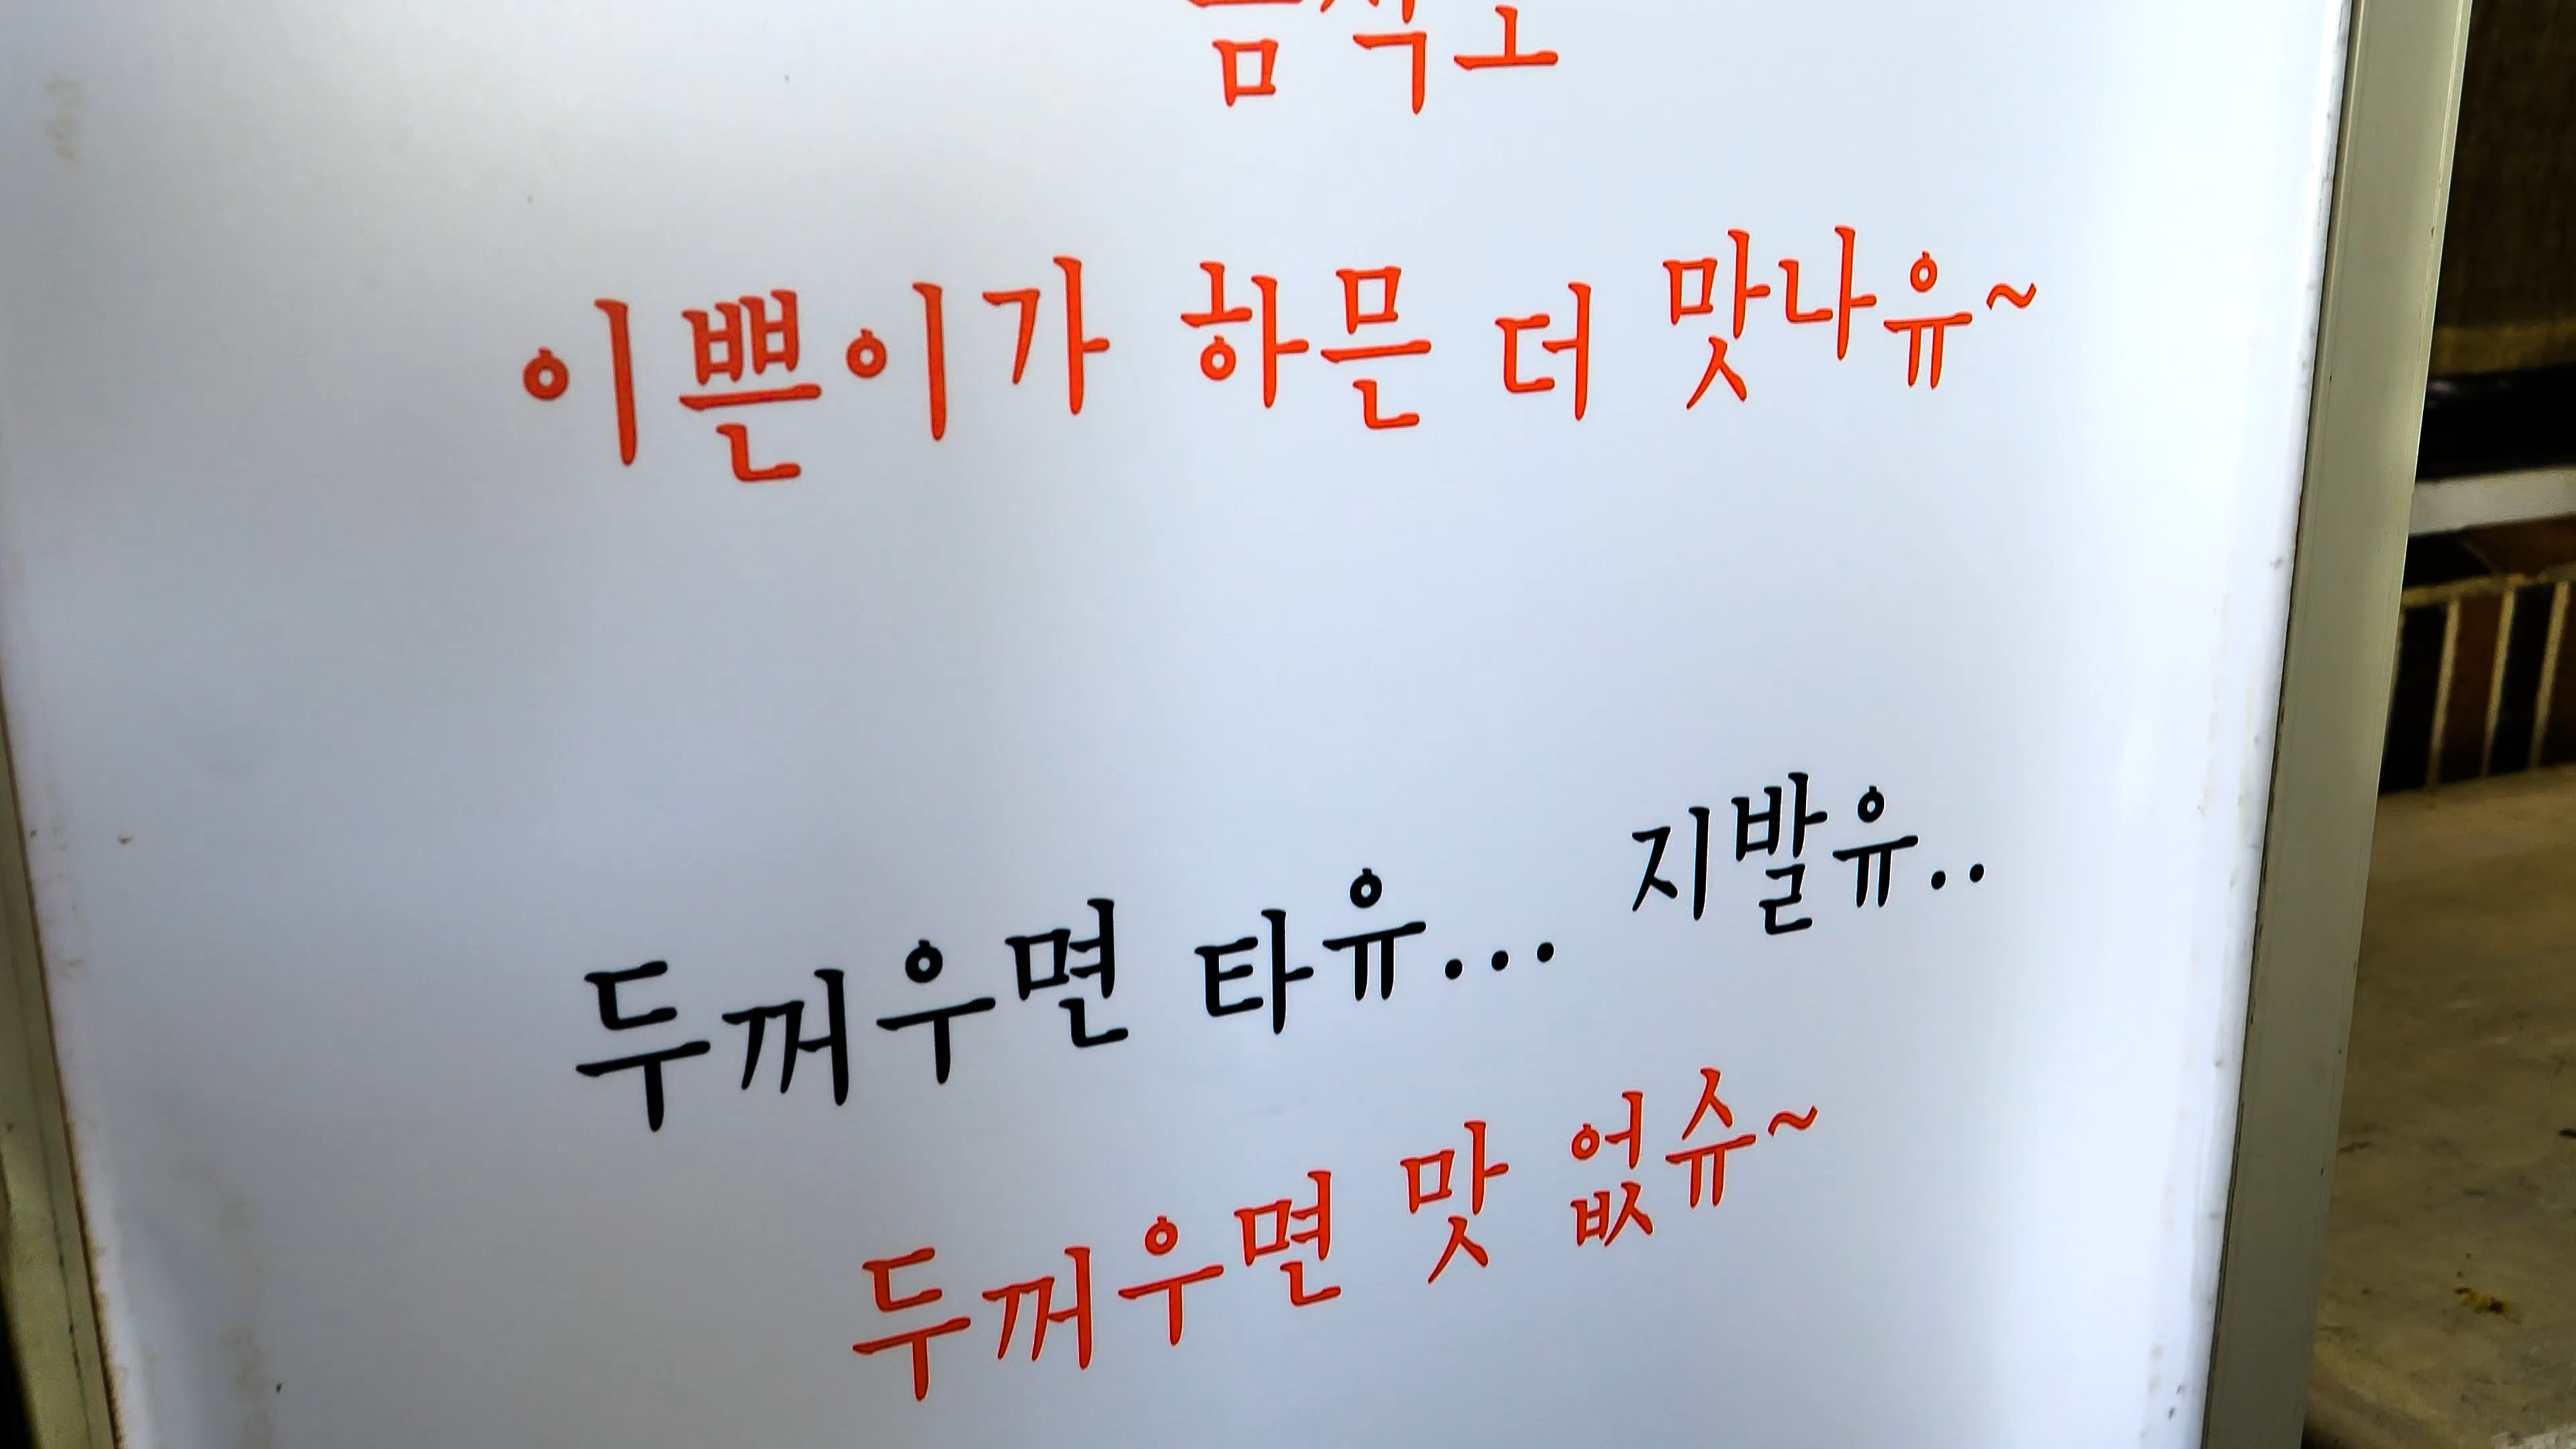 이쁜이가 하믄 더 맛나유~
두꺼우면 타유... 지발유..
두꺼우면 맛 없슈~